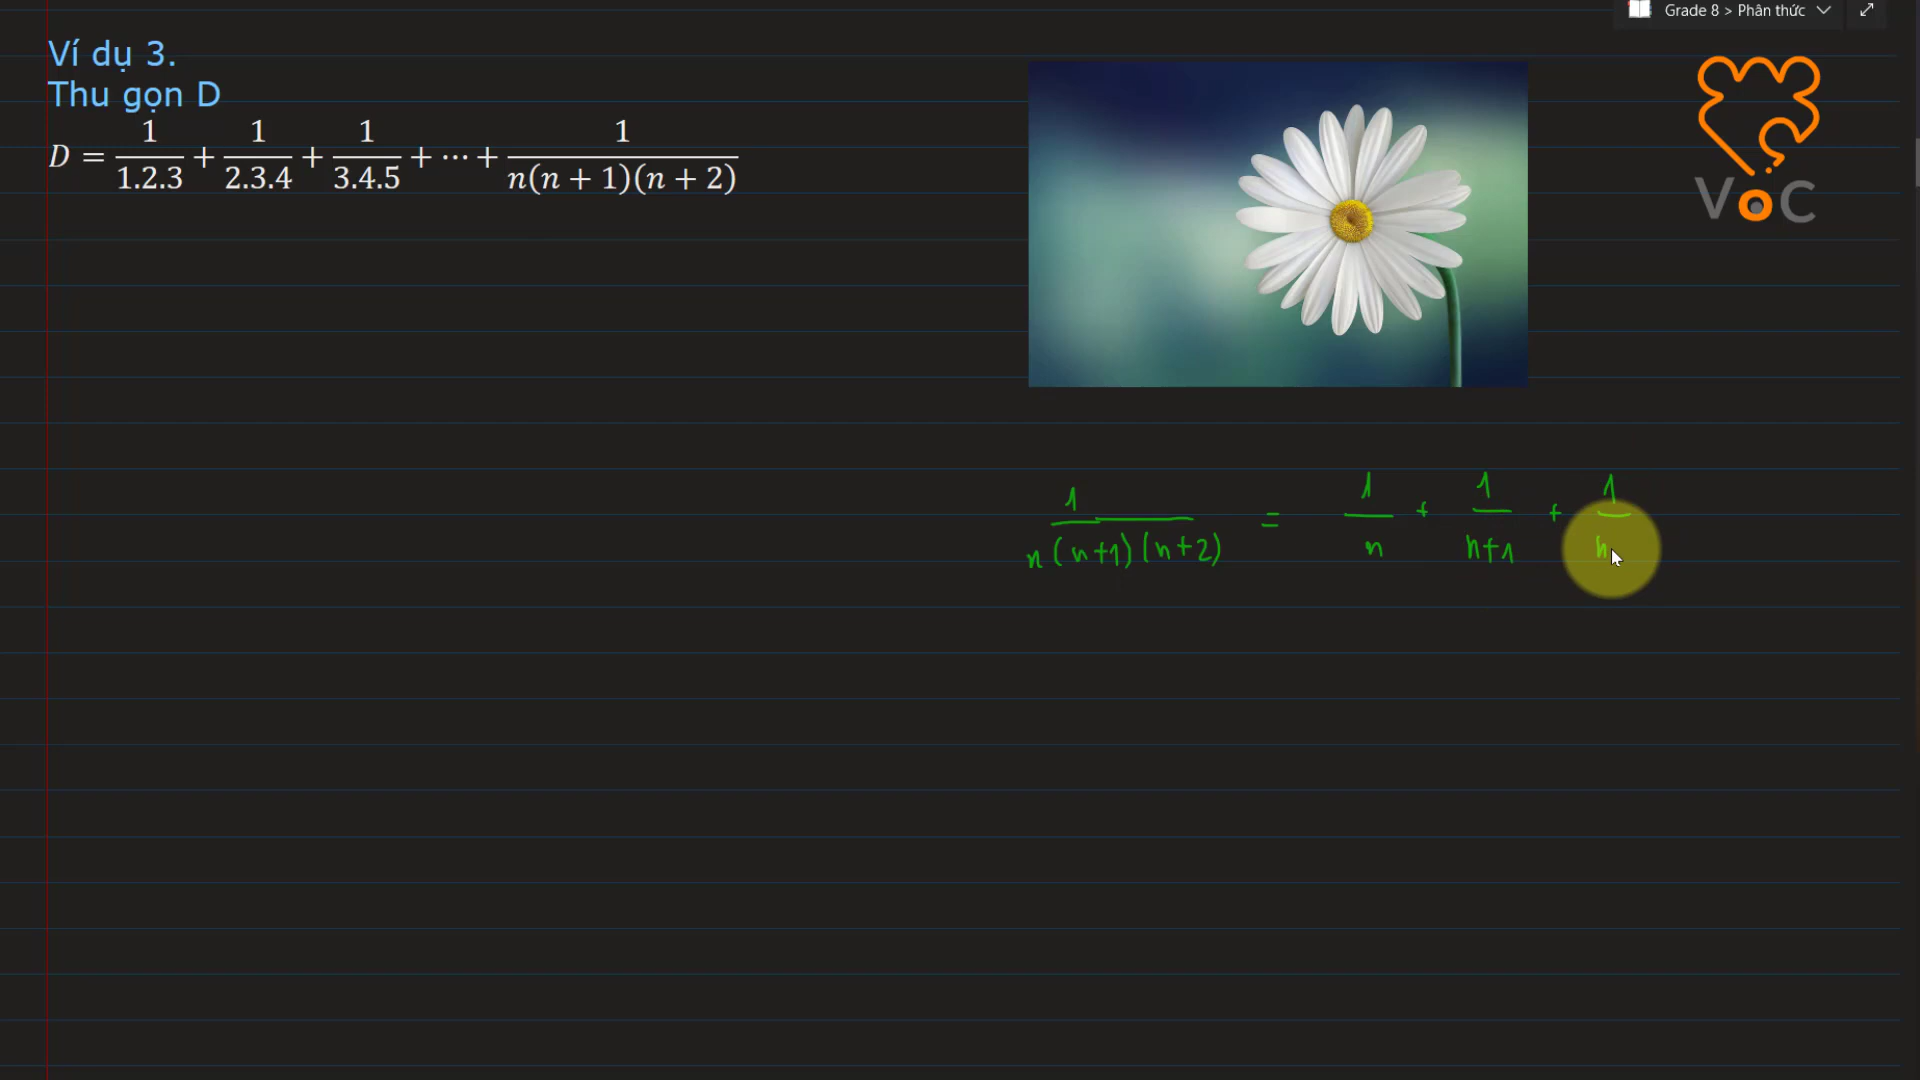 Grade 8 > Phân thức
Ví dụ 3.
Thu gọn D
D = 1/1.2.3 + 1/2.3.4 + 1/3.4.5 + ⋯ + 1/n(n + 1)(n + 2)
VOC
1/n(n+1)(n+2) = 1/n + 1/n+1 + 1/n